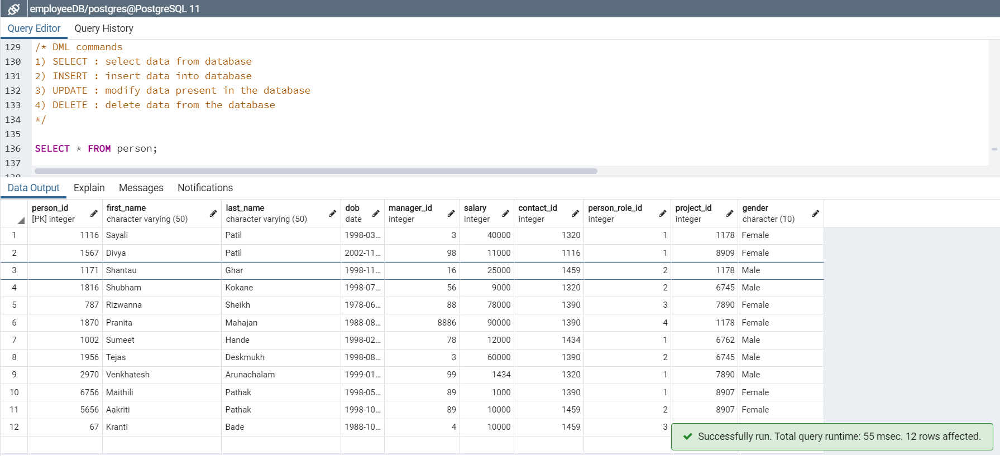 employeeDB/postgres@PostgreSQL 11
Query Editor Query History
129 /* DML commands
130 1) SELECT : select data from database
131 2) INSERT : insert data into database
132 3) UPDATE : modify data present in the database
133 4) DELETE : delete data from the database
134 */
135
136 SELECT * FROM person;
137
Data Output Explain Messages Notifications
person_id first_name last_name dob manager_id salary contact_id person_role_id project_id gender
[PK] integer character varying (50) character varying (50) date integer integer integer integer integer character (10)
1 1116 Sayali Patil 1998-03... 3 40000 1320 1 1178 Female
2 1567 Divya Patil 2002-11... 98 11000 1116 1 8909 Female
3 1171 Shantau Ghar 1998-11... 16 25000 1459 2 1178 Male
4 1816 Shubham Kokane 1998-07... 56 9000 1320 2 6745 Male
5 787 Rizwanna Sheikh 1978-06... 88 78000 1390 3 7890 Female
6 1870 Pranita Mahajan 1988-08... 8886 90000 1390 4 1178 Female
7 1002 Sumeet Hande 1998-02... 78 12000 1434 1 6762 Male
8 1956 Tejas Deskmukh 1998-08... 3 60000 1390 2 6745 Male
9 2970 Venkhatesh Arunachalam 1999-01... 99 1434 1320 1 7890 Male
10 6756 Maithili Pathak 1998-05... 89 1000 1390 1 8907 Female
11 5656 Aakriti Pathak 1998-10... 89 10000 1459 2 8907 Female
12 67 Kranti Bade 1988-10... 4 10000 1459 3
Successfully run. Total query runtime: 55 msec. 12 rows affected.